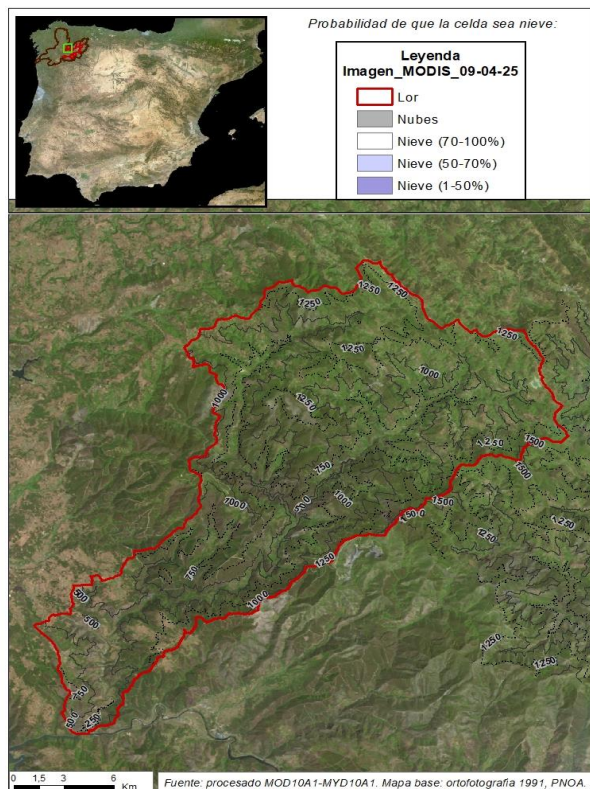 Probabilidad de que la celda sea nieve:
Leyenda
Imagen_MODIS_09-04-25
Lor
Nubes
Nieve (70-100%)
Nieve (50-70%)
Nieve (1-50%)
1250
1250
1250
1250
1250
1000
1000
1250
1250
1500
1500
750
1000
1000
1500
1500
1250
1250
750
1250
1000
500
500
1250
1250
750
500
250
0 1,5 3 6
Km
Fuente: procesado MOD10A1-MYD10A1. Mapa base: ortofotografía 1991, PNOA.